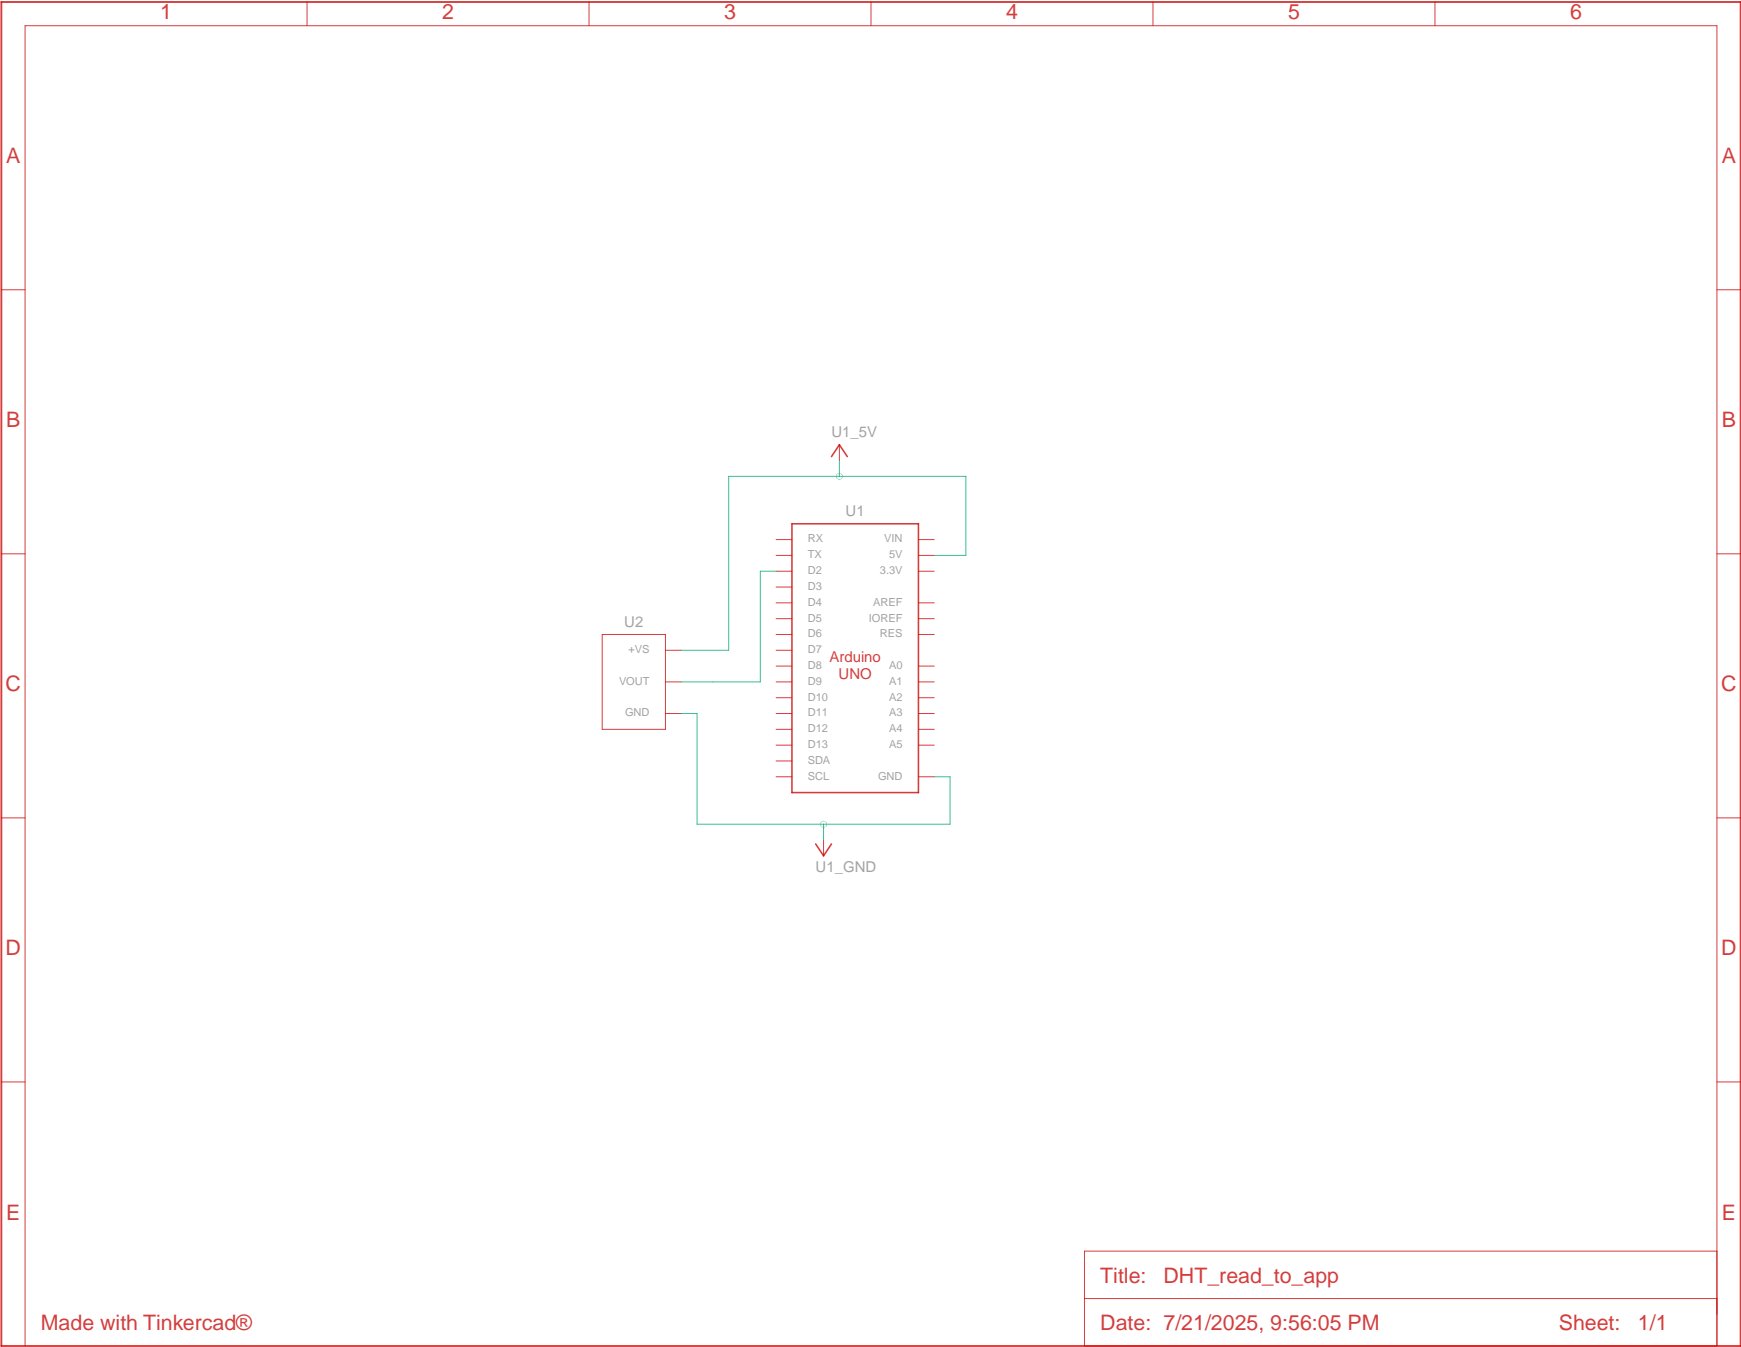 1 2 3 4 5 6
A A
B B
U1_5V
U1
RX VIN
TX 5V
D2 3.3V
D3
D4 AREF
D5 IOREF
U2
D6 RES
+VS
D7
Arduino
D8 A0
UNO
C C
VOUT
D9 A1
D10 A2
GND
D11 A3
D12 A4
D13 A5
SDA
SCL GND
U1_GND
D D
E E
Title: DHT_read_to_app
Made with Tinkercad®
Date: 7/21/2025, 9:56:05 PM Sheet: 1/1